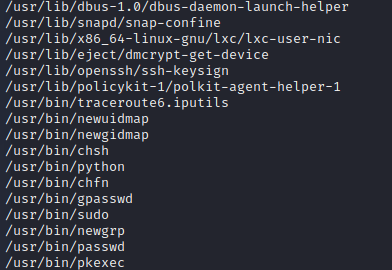 /usr/lib/dbus-1.0/dbus-daemon-launch-helper
/usr/lib/snapd/snap-confine
/usr/lib/x86_64-linux-gnu/lxc/lxc-user-nic
/usr/lib/eject/dmcrypt-get-device
/usr/lib/openssh/ssh-keysign
/usr/lib/policykit-1/polkit-agent-helper-1
/usr/bin/traceroute6.iputils
/usr/bin/newuidmap
/usr/bin/newgidmap
/usr/bin/chsh
/usr/bin/python
/usr/bin/chfn
/usr/bin/gpasswd
/usr/bin/sudo
/usr/bin/newgrp
/usr/bin/passwd
/usr/bin/pkexec